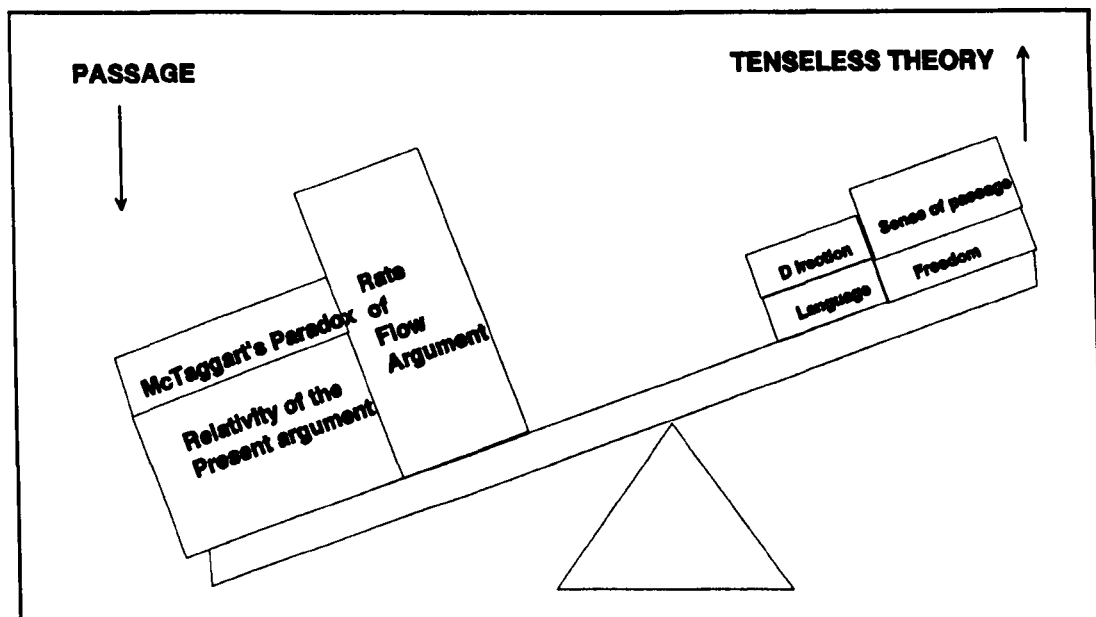 PASSAGE
TENSELESS THEORY
McTaggart's Paradox
Relativity of the
Present argument
Rate
of
Flow
Argument
D irection
Language
Sense of passage
Freedom